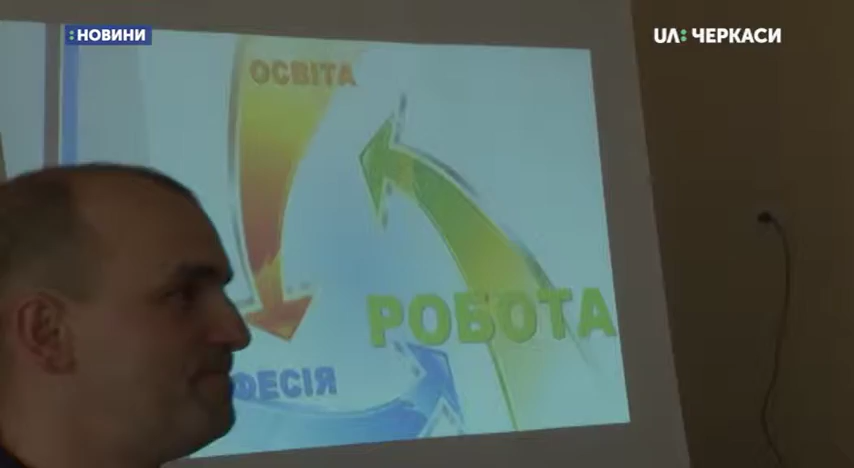 :НОВИНИ
UA: ЧЕРКАСИ
ОСВІТА
РОБОТА
ФЕСІЯ